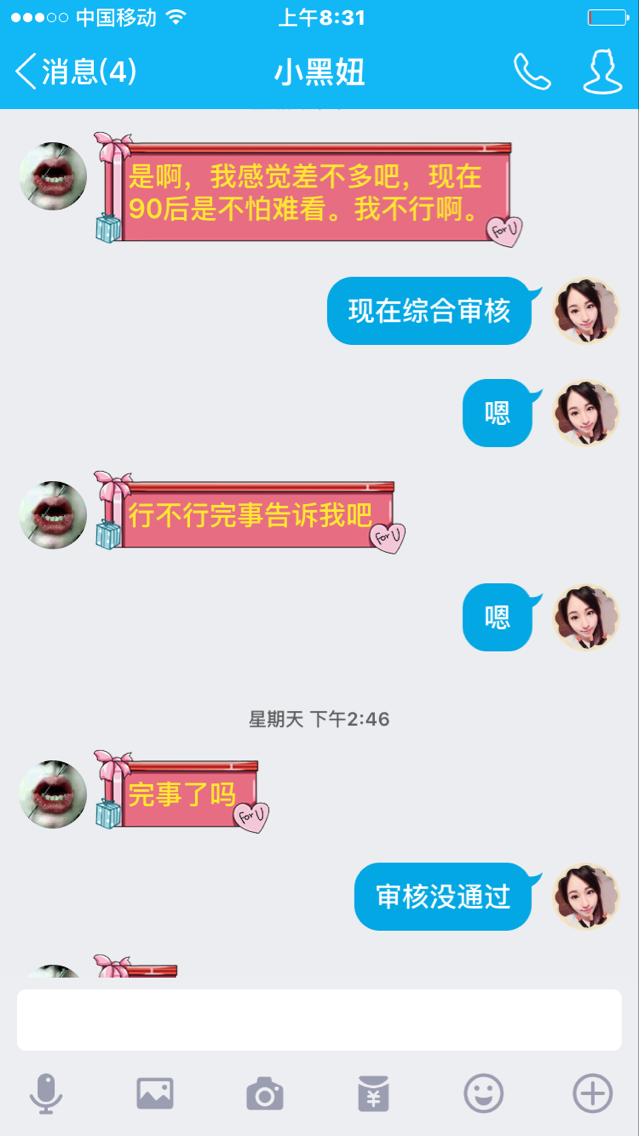 中国移动
上午8:31
消息(4)
小黑妞
是啊，我感觉差不多吧，现在
90后是不怕难看。我不行啊。
for U
现在综合审核
嗯
行不行完事告诉我吧
for U
嗯
星期天 下午2:46
完事了吗
for U
审核没通过
¥